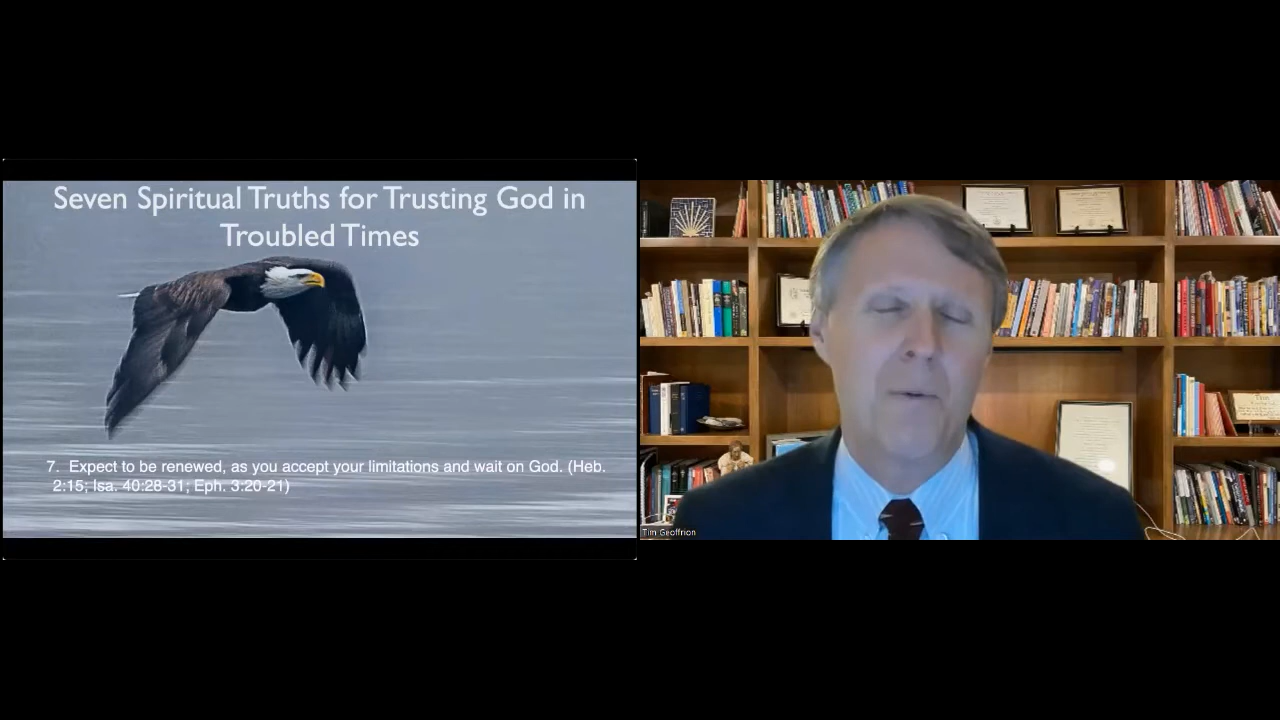 Seven Spiritual Truths for Trusting God in
Troubled Times
7. Expect to be renewed, as you accept your limitations and wait on God. (Heb.
2:15; Isa. 40:28-31; Eph. 3:20-21)
Tim Geoffrion